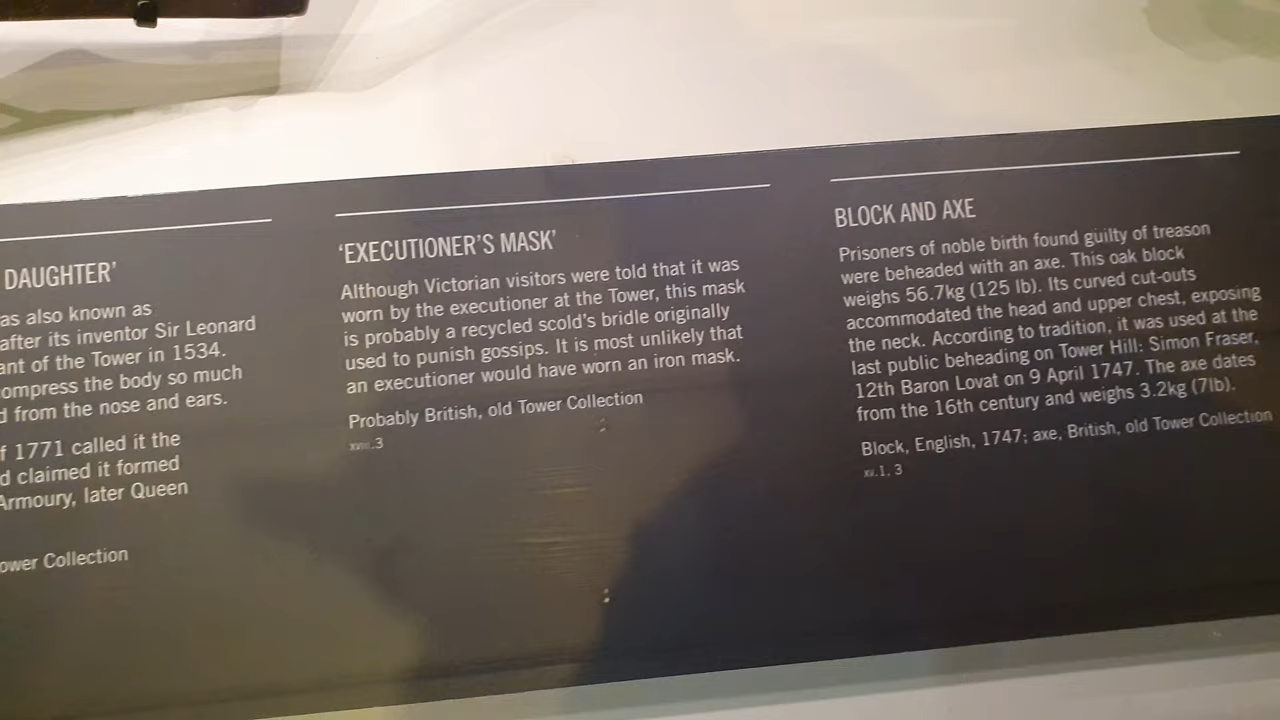 DAUGHTER’
as also known as
after its inventor Sir Leonard
ant of the Tower in 1534.
ompress the body so much
d from the nose and ears.
f 1771 called it the
d claimed it formed
Armoury, later Queen
ower Collection
‘EXECUTIONER’S MASK’
Although Victorian visitors were told that it was
worn by the executioner at the Tower, this mask
is probably a recycled scold’s bridle originally
used to punish gossips. It is most unlikely that
an executioner would have worn an iron mask.
Probably British, old Tower Collection
XVIII.3
BLOCK AND AXE
Prisoners of noble birth found guilty of treason
were beheaded with an axe. This oak block
weighs 56.7kg (125 lb). Its curved cut-outs
accommodated the head and upper chest, exposing
the neck. According to tradition, it was used at the
last public beheading on Tower Hill: Simon Fraser,
12th Baron Lovat on 9 April 1747. The axe dates
from the 16th century and weighs 3.2kg (7lb).
Block, English, 1747; axe, British, old Tower Collection
XV.1, 3